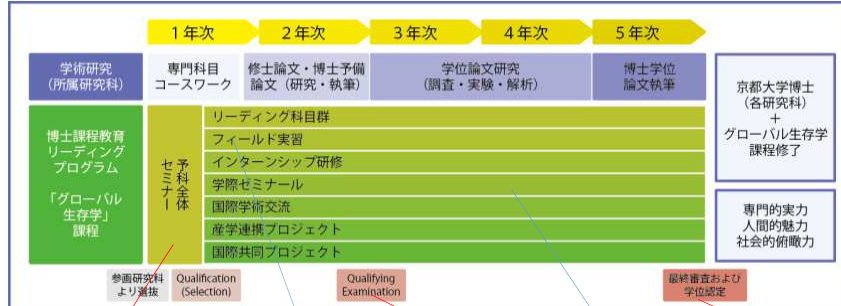 1年次
2年次
3年次
4年次
5年次
学術研究
(所属研究科)
専門科目
コースワーク
修士論文・博士予備
論文(研究・執筆)
学位論文研究
(調査・実験・解析)
博士学位
論文執筆
博士課程教育
リーディング
プログラム
「グローバル
生存学」
課程
予科全体
セミナー
リーディング科目群
フィールド実習
インターンシップ研修
学際ゼミナール
国際学術交流
産学連携プロジェクト
国際共同プロジェクト
京都大学博士
(各研究科)
+
グローバル生存学
課程修了
専門的実力
人間的魅力
社会的俯瞰力
参画研究科
より選抜
Qualification
(Selection)
Qualifying
Examination
最終審査および
学位認定